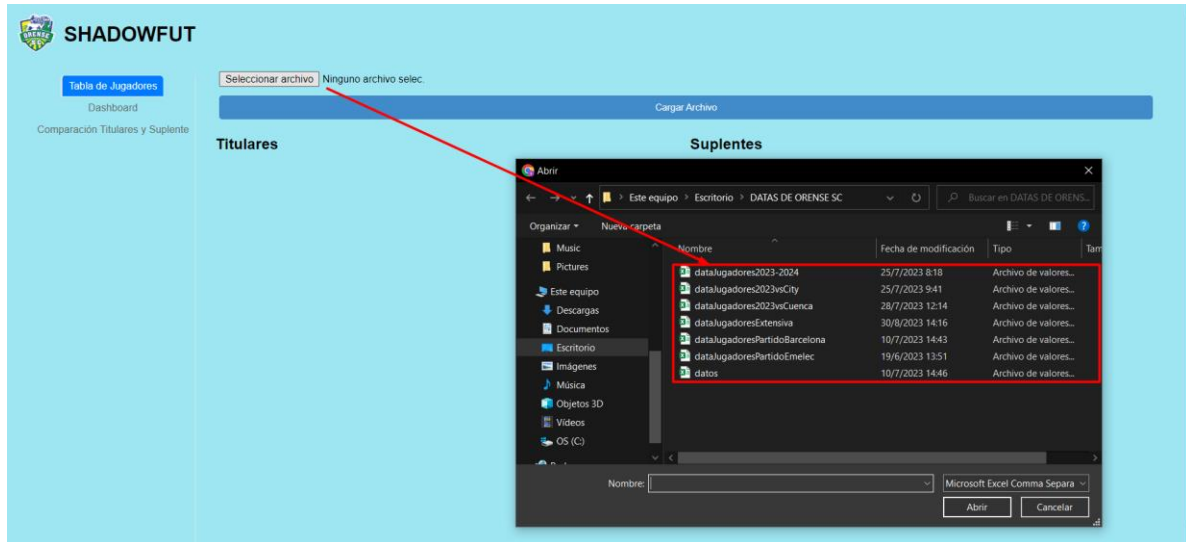 ORENSE
SHADOWFUT
Seleccionar archivo Ninguno archivo selec.
Tabla de Jugadores
Dashboard
Comparación Titulares y Suplente
Cargar Archivo
Titulares
Suplentes
Abrir
Este equipo > Escritorio > DATAS DE ORENSE SC
Buscar en DATAS DE ORENS...
Organizar
Nueva carpeta
Music
Pictures
Este equipo
Descargas
Documentos
Escritorio
Imágenes
Música
Objetos 3D
Vídeos
OS (C:)
Nombre Fecha de modificación Tipo Tam
dataJugadores2023-2024 25/7/2023 8:18 Archivo de valores...
dataJugadores2023vsCity 25/7/2023 9:41 Archivo de valores...
dataJugadores2023vsCuenca 28/7/2023 12:14 Archivo de valores...
dataJugadoresExtensiva 30/8/2023 14:16 Archivo de valores...
dataJugadoresPartidoBarcelona 10/7/2023 14:43 Archivo de valores...
dataJugadoresPartidoEmelec 19/6/2023 13:51 Archivo de valores...
datos 10/7/2023 14:46 Archivo de valores...
Nombre:
Microsoft Excel Comma Separa
Abrir
Cancelar